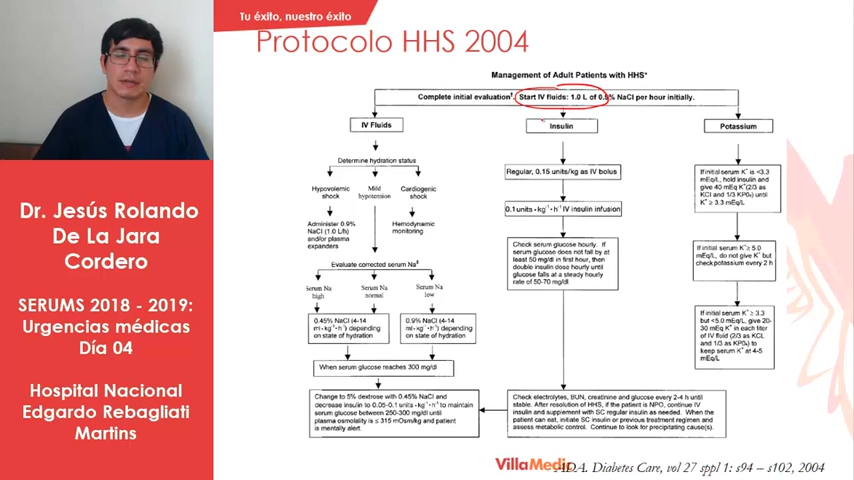 Tu éxito, nuestro éxito
Protocolo HHS 2004
Management of Adult Patients with HHS*
Complete initial evaluation†. Start IV fluids: 1.0 L of 0.9% NaCl per hour initially.
IV Fluids
Insulin
Potassium
Determine hydration status
Hypovolemic
shock
Mild
hypotension
Cardiogenic
shock
Administer 0.9%
NaCl (1.0 L/h)
and/or plasma
expanders
Hemodynamic
monitoring
Evaluate corrected serum Na‡
Serum Na
high
Serum Na
normal
Serum Na
low
0.45% NaCl (4-14
ml·kg⁻¹·h⁻¹) depending
on state of hydration
0.9% NaCl (4-14
ml·kg⁻¹·h⁻¹) depending
on state of hydration
When serum glucose reaches 300 mg/dl
Change to 5% dextrose with 0.45% NaCl and
decrease insulin to 0.05-0.1 units·kg⁻¹·h⁻¹ to maintain
serum glucose between 250-300 mg/dl until
plasma osmolality is ≤ 315 mOsm/kg and patient
is mentally alert.
Regular, 0.15 units/kg as IV bolus
0.1 units·kg⁻¹·h⁻¹ IV insulin infusion
Check serum glucose hourly. If
serum glucose does not fall by at
least 50 mg/dl in first hour, then
double insulin dose hourly until
glucose falls at a steady hourly
rate of 50-70 mg/dl
Check electrolytes, BUN, creatinine and glucose every 2-4 h until
stable. After resolution of HHS, if the patient is NPO, continue IV
insulin and supplement with SC regular insulin as needed. When the
patient can eat, initiate SC insulin or previous treatment regimen and
assess metabolic control. Continue to look for precipitating cause(s).
If initial serum K⁺ is <3.3
mEq/L, hold insulin and
give 40 mEq K⁺ (2/3 as
KCl and 1/3 KPO₄) until
K⁺ ≥ 3.3 mEq/L
If initial serum K⁺ ≥ 5.0
mEq/L, do not give K⁺ but
check potassium every 2 h
If initial serum K⁺ ≥ 3.3
but <5.0 mEq/L, give 20-
30 mEq K⁺ in each liter
of IV fluid (2/3 as KCL
and 1/3 as KPO₄) to
keep serum K⁺ at 4-5
mEq/L
Dr. Jesús Rolando
De La Jara
Cordero
SERUMS 2018 - 2019:
Urgencias médicas
Día 04
Hospital Nacional
Edgardo Rebagliati
Martins
VillaMedic
ADA. Diabetes Care, vol 27 sppl 1: s94 – s102, 2004